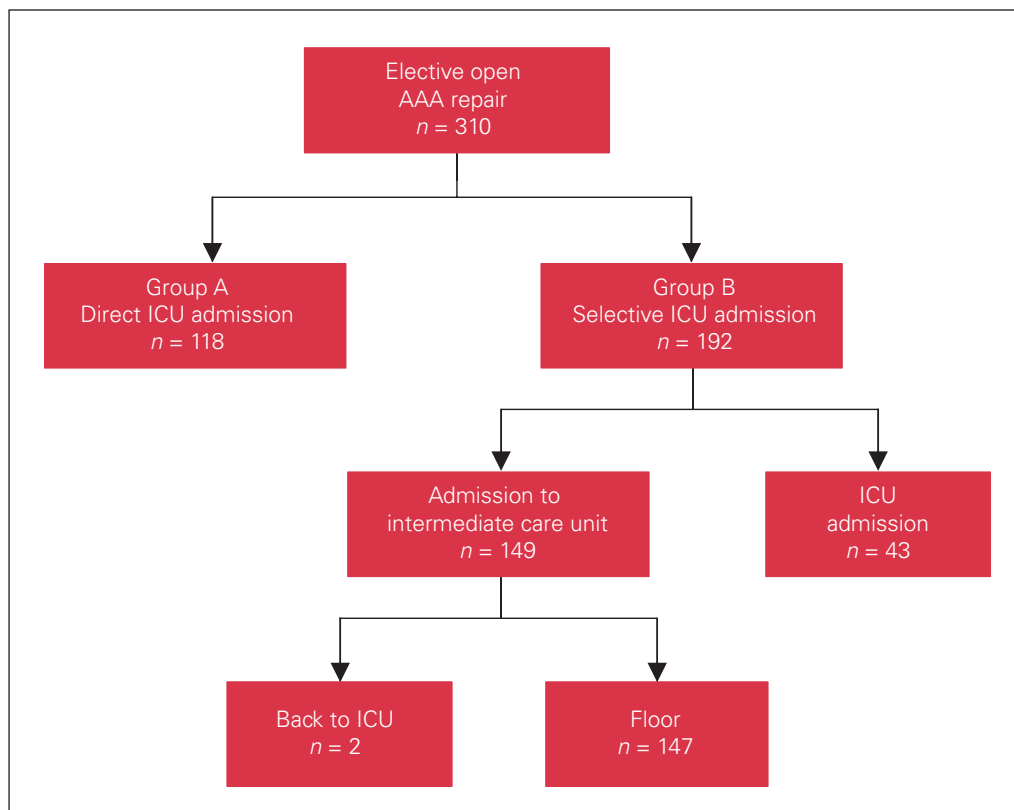 Elective open
AAA repair
n = 310
Group A
Direct ICU admission
n = 118
Group B
Selective ICU admission
n = 192
Admission to
intermediate care unit
n = 149
ICU
admission
n = 43
Back to ICU
n = 2
Floor
n = 147